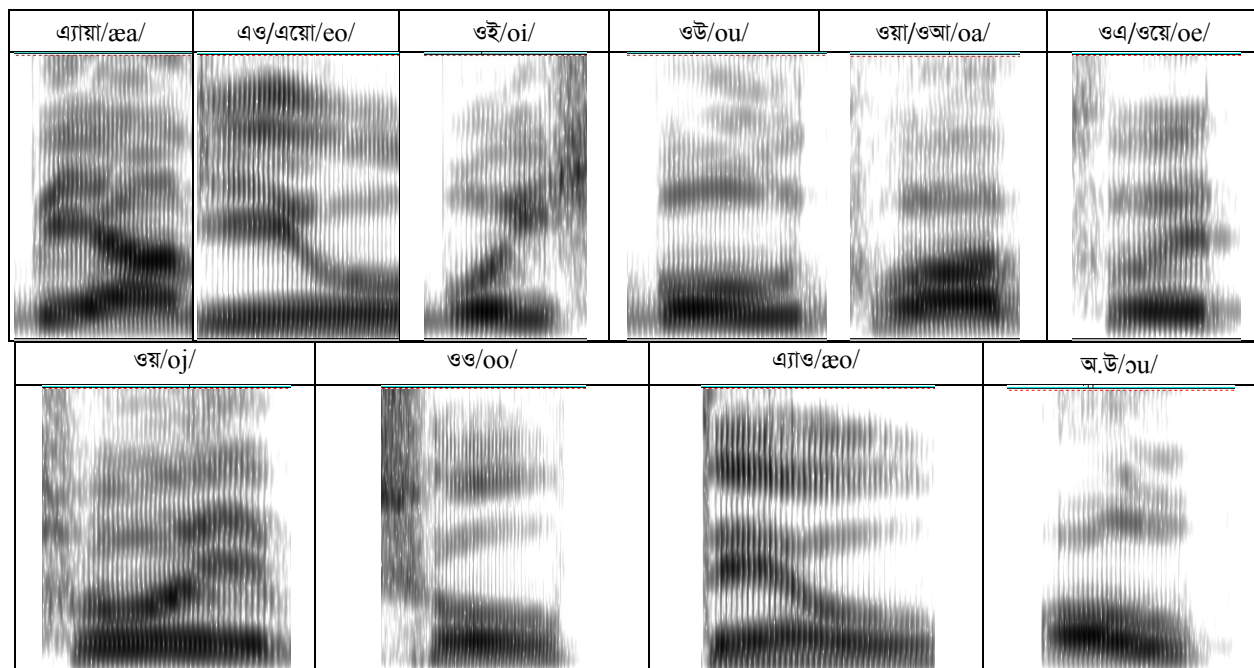 এ্যায়া/æa/ এও/এয়ো/eo/ ওই/oi/ ওউ/ou/ ওয়া/ওআ/oa/ ওএ/ওয়ে/oe/
ওয়/oj/ ওও/oo/ এ্যাও/æo/ অ.উ/ɔu/